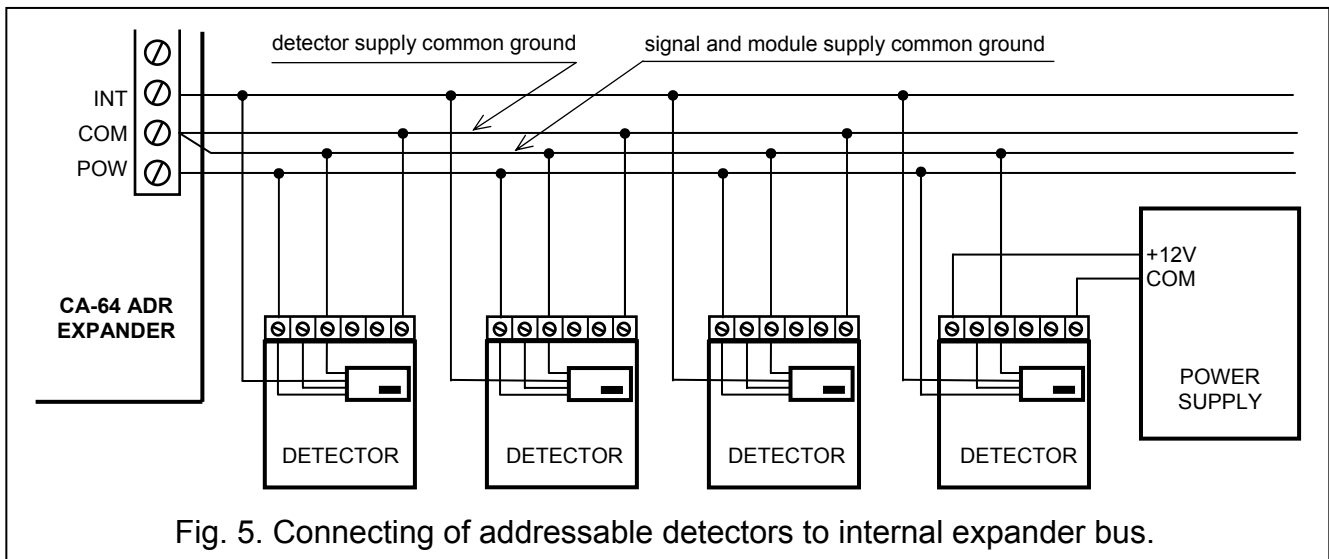 detector supply common ground
signal and module supply common ground
INT
COM
POW
CA-64 ADR
EXPANDER
+12V
COM
POWER
SUPPLY
DETECTOR
DETECTOR
DETECTOR
DETECTOR
Fig. 5. Connecting of addressable detectors to internal expander bus.